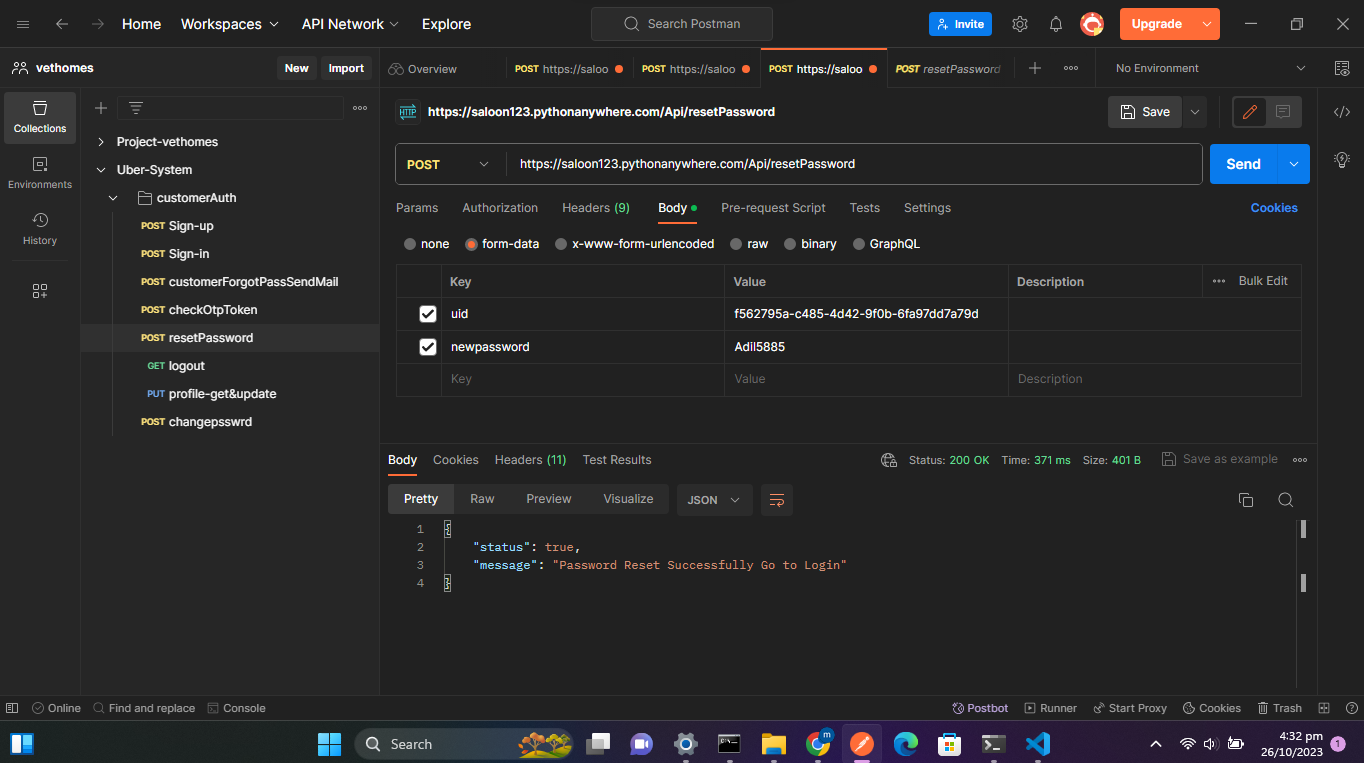 Home Workspaces API Network Explore Search Postman Invite Upgrade
vethomes New Import Overview POST https://saloo POST https://saloo POST https://saloo POST resetPassword No Environment
Collections
Environments
History
Project-vethomes
Uber-System
customerAuth
POST Sign-up
POST Sign-in
POST customerForgotPassSendMail
POST checkOtpToken
POST resetPassword
GET logout
PUT profile-get&update
POST changepsswrd
HTTP https://saloon123.pythonanywhere.com/Api/resetPassword Save
POST https://saloon123.pythonanywhere.com/Api/resetPassword Send
Params Authorization Headers (9) Body Pre-request Script Tests Settings Cookies
none form-data x-www-form-urlencoded raw binary GraphQL
Key Value Description Bulk Edit
uid f562795a-c485-4d42-9f0b-6fa97dd7a79d
newpassword Adil5885
Key Value Description
Body Cookies Headers (11) Test Results Status: 200 OK Time: 371 ms Size: 401 B Save as example
Pretty Raw Preview Visualize JSON
1 {
2 "status": true,
3 "message": "Password Reset Successfully Go to Login"
4 }
Online Find and replace Console Postbot Runner Start Proxy Cookies Trash
Search m 4:32 pm 1
26/10/2023